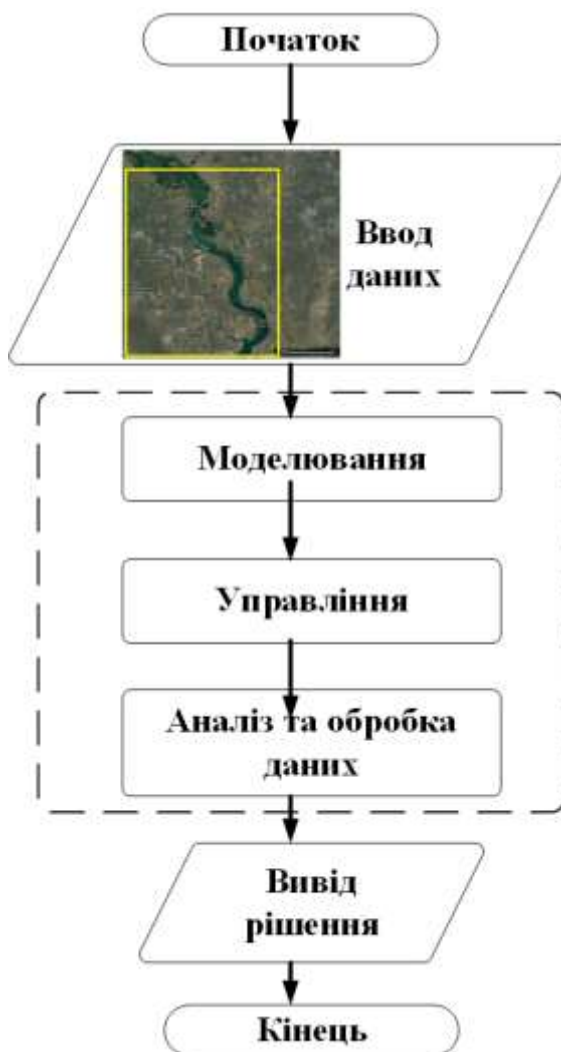 Початок
Ввод
даних
Моделювання
Управління
Аналіз та обробка
даних
Вивід
рішення
Кінець